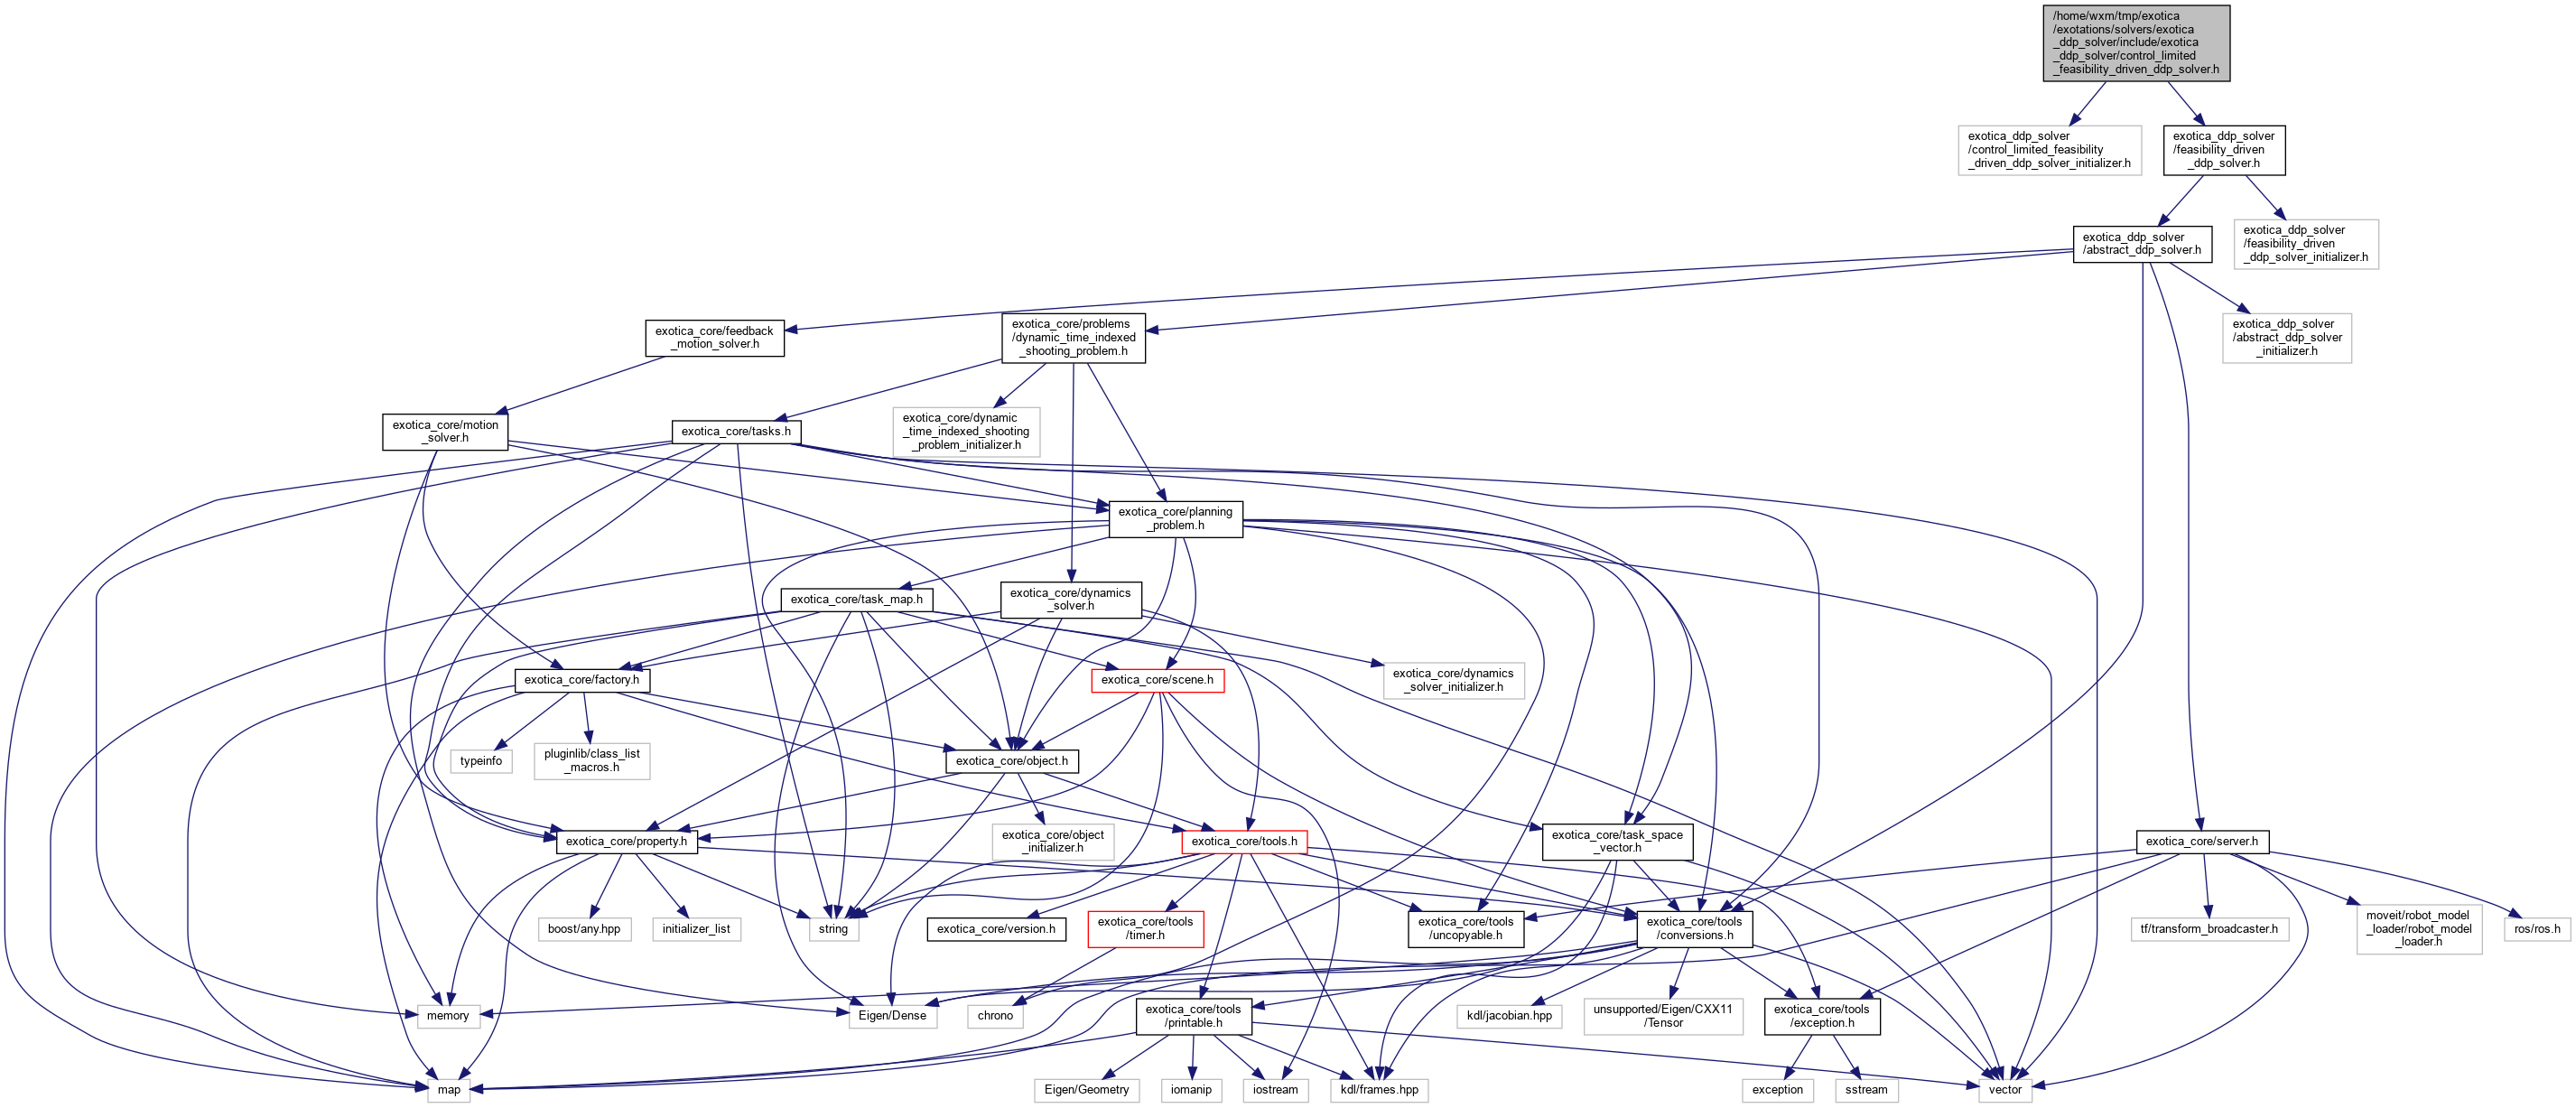 /home/wxm/tmp/exotica
/exotations/solvers/exotica
_ddp_solver/include/exotica
_ddp_solver/control_limited
_feasibility_driven_ddp_solver.h
exotica_ddp_solver
/control_limited_feasibility
_driven_ddp_solver_initializer.h
exotica_ddp_solver
/feasibility_driven
_ddp_solver.h
exotica_ddp_solver
/abstract_ddp_solver.h
exotica_ddp_solver
/feasibility_driven
_ddp_solver_initializer.h
exotica_core/feedback
_motion_solver.h
exotica_core/problems
/dynamic_time_indexed
_shooting_problem.h
exotica_ddp_solver
/abstract_ddp_solver
_initializer.h
exotica_core/motion
_solver.h
exotica_core/tasks.h
exotica_core/dynamic
_time_indexed_shooting
_problem_initializer.h
exotica_core/planning
_problem.h
exotica_core/task_map.h
exotica_core/dynamics
_solver.h
exotica_core/factory.h
exotica_core/scene.h
exotica_core/dynamics
_solver_initializer.h
typeinfo
pluginlib/class_list
_macros.h
exotica_core/object.h
exotica_core/property.h
exotica_core/object
_initializer.h
exotica_core/tools.h
exotica_core/task_space
_vector.h
exotica_core/server.h
boost/any.hpp
initializer_list
string
exotica_core/version.h
exotica_core/tools
/timer.h
exotica_core/tools
/uncopyable.h
exotica_core/tools
/conversions.h
tf/transform_broadcaster.h
moveit/robot_model
_loader/robot_model
_loader.h
ros/ros.h
memory
Eigen/Dense
chrono
exotica_core/tools
/printable.h
kdl/jacobian.hpp
unsupported/Eigen/CXX11
/Tensor
exotica_core/tools
/exception.h
map
Eigen/Geometry
iomanip
iostream
kdl/frames.hpp
exception
sstream
vector